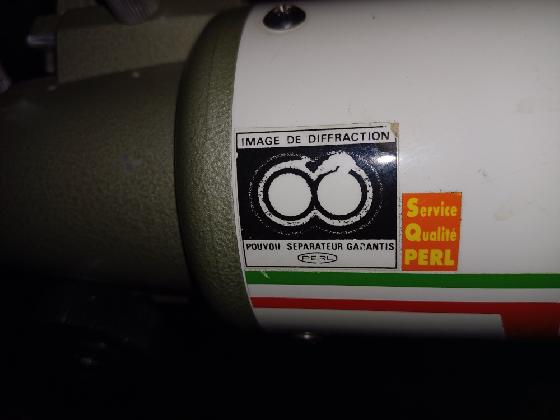 IMAGE DE DIFFRACTION
POUVOIR SEPARATEUR GARANTIS
PERL
Service
Qualité
PERL